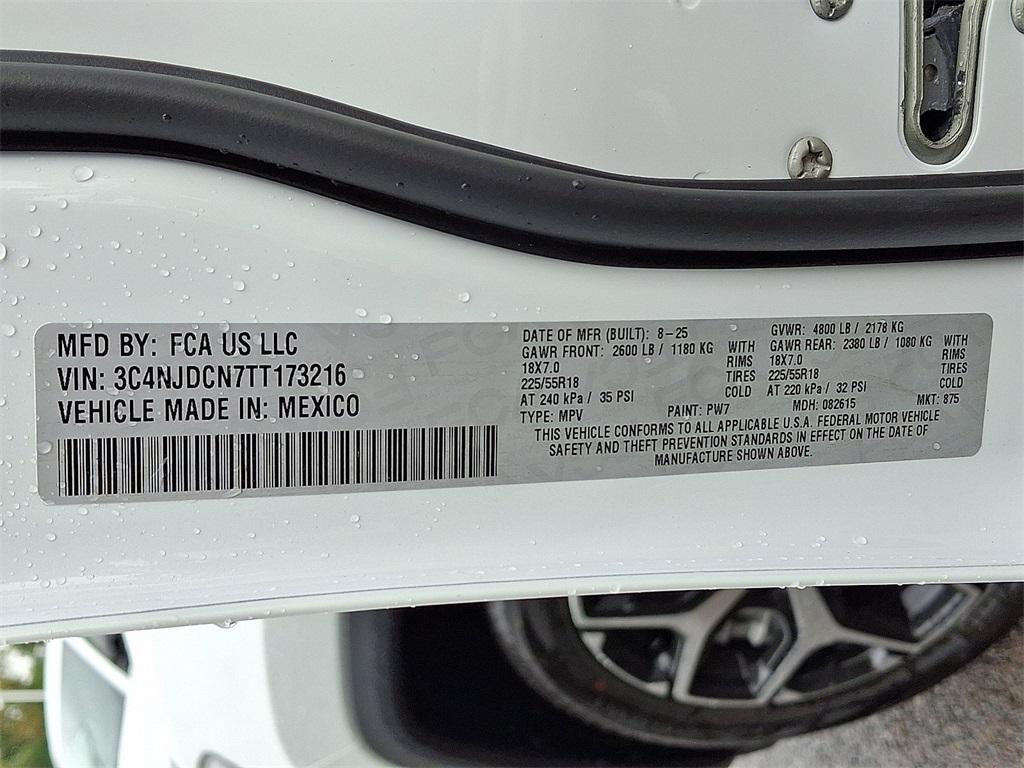 MFD BY: FCA US LLC
VIN: 3C4NJDCN7TT173216
VEHICLE MADE IN: MEXICO
DATE OF MFR (BUILT): 8-25 GVWR: 4800 LB / 2178 KG
GAWR FRONT: 2600 LB / 1180 KG WITH GAWR REAR: 2380 LB / 1080 KG WITH
18X7.0 RIMS 18X7.0 RIMS
225/55R18 TIRES 225/55R18 TIRES
AT 240 kPa / 35 PSI COLD AT 220 kPa / 32 PSI COLD
TYPE: MPV PAINT: PW7 MDH: 082615 MKT: 875
THIS VEHICLE CONFORMS TO ALL APPLICABLE U.S.A. FEDERAL MOTOR VEHICLE
SAFETY AND THEFT PREVENTION STANDARDS IN EFFECT ON THE DATE OF
MANUFACTURE SHOWN ABOVE.